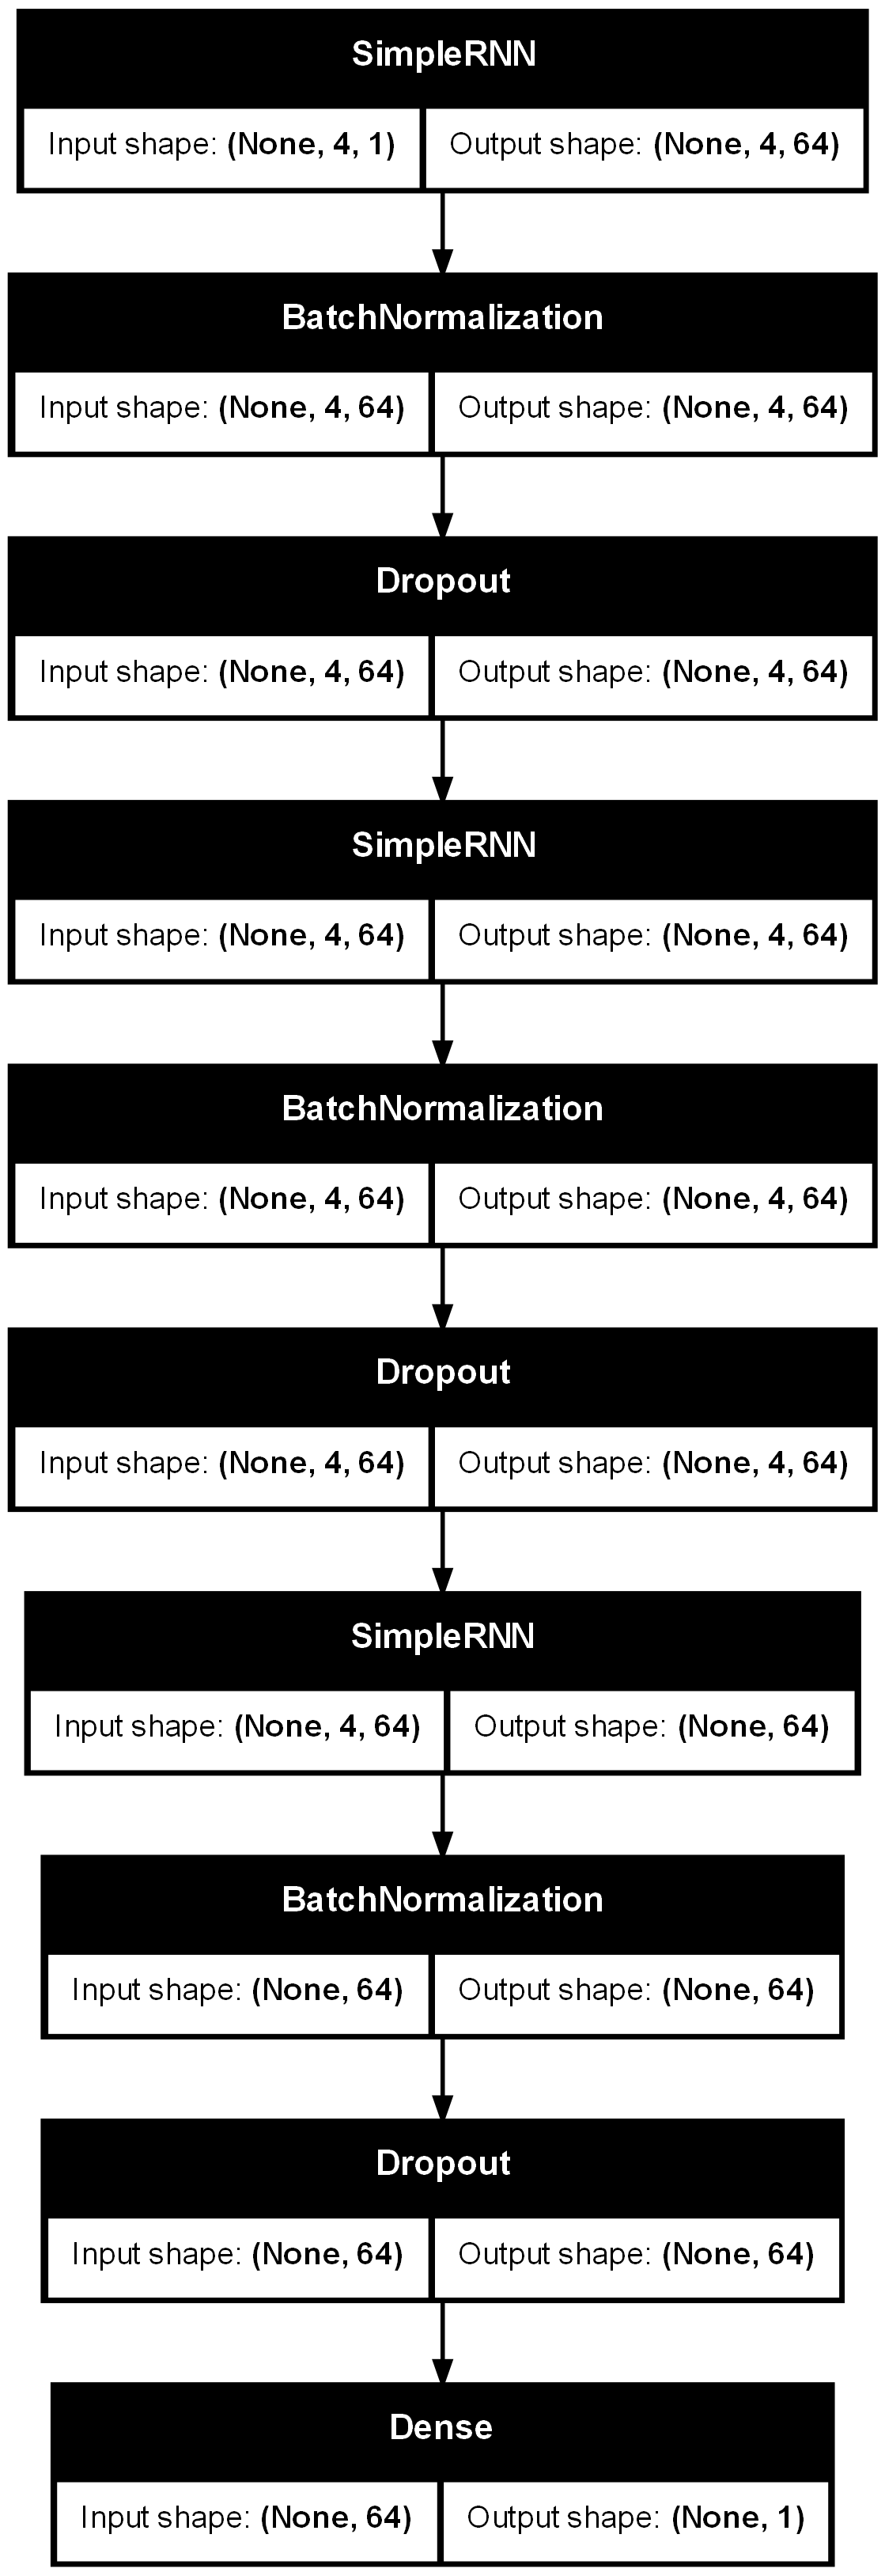 SimpleRNN
Input shape: (None, 4, 1) Output shape: (None, 4, 64)
BatchNormalization
Input shape: (None, 4, 64) Output shape: (None, 4, 64)
Dropout
Input shape: (None, 4, 64) Output shape: (None, 4, 64)
SimpleRNN
Input shape: (None, 4, 64) Output shape: (None, 4, 64)
BatchNormalization
Input shape: (None, 4, 64) Output shape: (None, 4, 64)
Dropout
Input shape: (None, 4, 64) Output shape: (None, 4, 64)
SimpleRNN
Input shape: (None, 4, 64) Output shape: (None, 64)
BatchNormalization
Input shape: (None, 64) Output shape: (None, 64)
Dropout
Input shape: (None, 64) Output shape: (None, 64)
Dense
Input shape: (None, 64) Output shape: (None, 1)